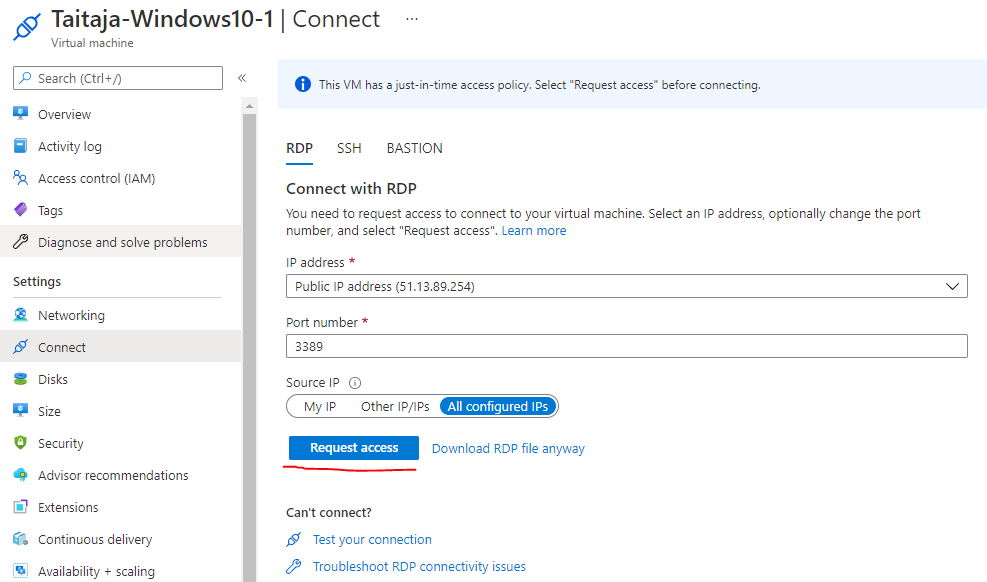 Taitaja-Windows10-1 | Connect ...
Virtual machine
Search (Ctrl+/)
«
Overview
Activity log
Access control (IAM)
Tags
Diagnose and solve problems
Settings
Networking
Connect
Disks
Size
Security
Advisor recommendations
Extensions
Continuous delivery
Availability + scaling
This VM has a just-in-time access policy. Select "Request access" before connecting.
RDP SSH BASTION
Connect with RDP
You need to request access to connect to your virtual machine. Select an IP address, optionally change the port
number, and select "Request access". Learn more
IP address *
Public IP address (51.13.89.254)
Port number *
3389
Source IP
My IP Other IP/IPs All configured IPs
Request access Download RDP file anyway
Can't connect?
Test your connection
Troubleshoot RDP connectivity issues